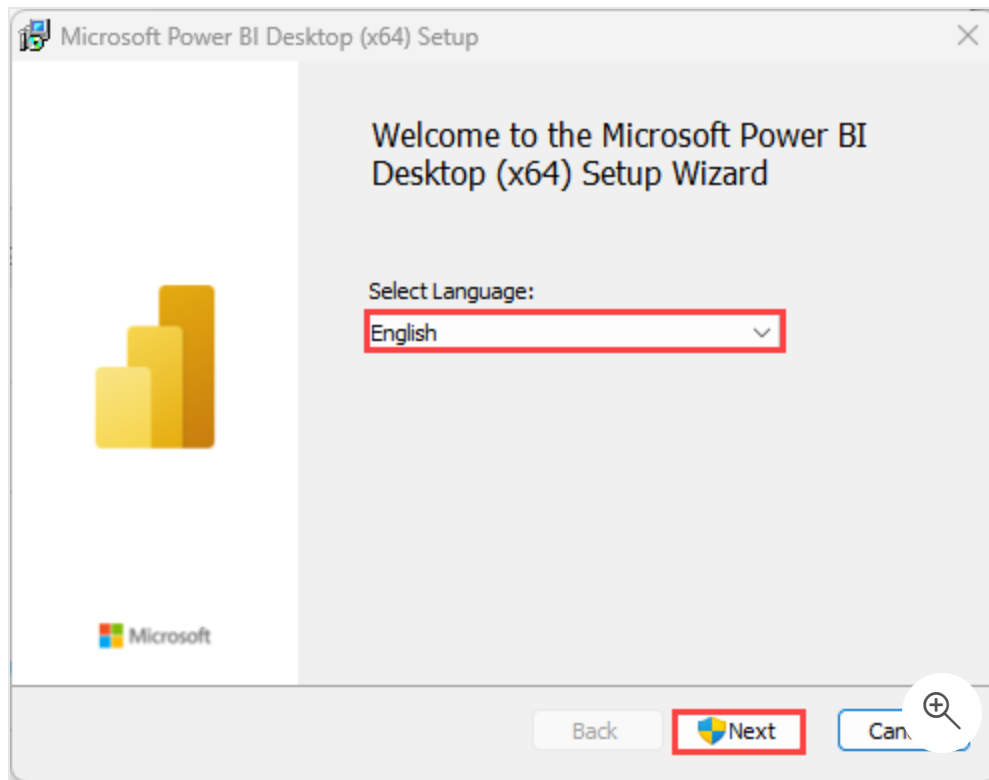 Microsoft Power BI Desktop (x64) Setup
Welcome to the Microsoft Power BI
Desktop (x64) Setup Wizard
Select Language:
English
Microsoft
Back
Next